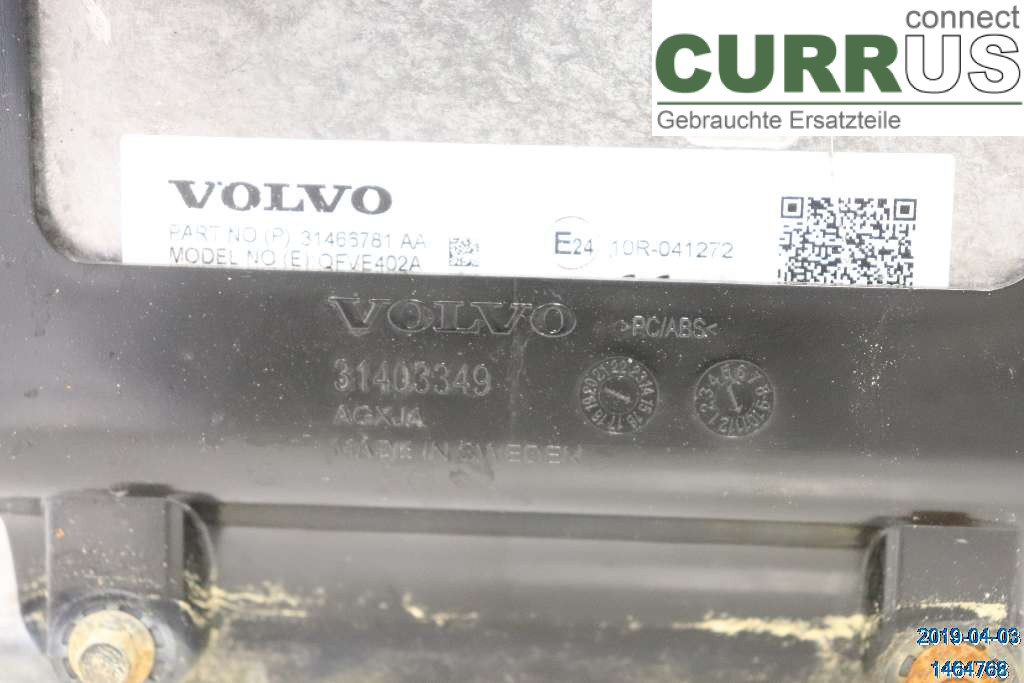 connect
CURRUS
Gebrauchte Ersatzteile
VOLVO
PART NO (P) 31466781 AA
MODEL NO (E) QFVE402A
E24 10R-041272
VOLVO >PC/ABS<
31403349
AGXJ4
MADE IN SWEDEN
2019-04-03
1464768